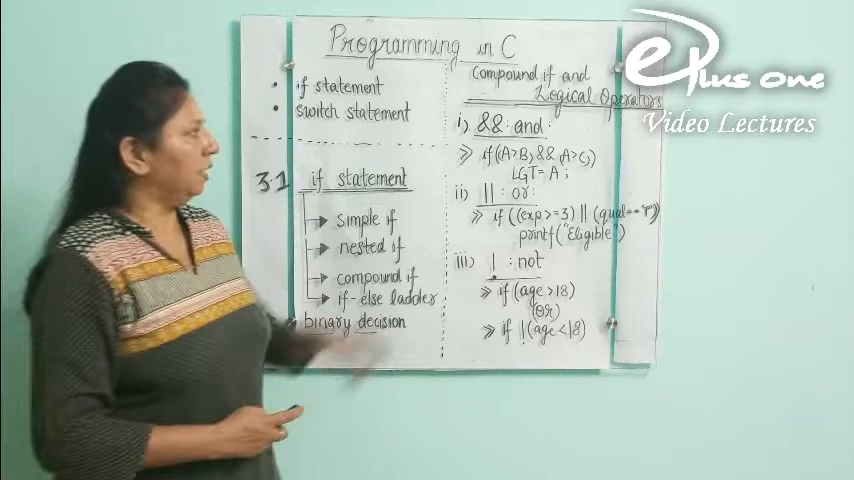 Programming in C
• if statement
• switch statement
3.1 if statement
simple if
nested if
compound if
if-else ladder
binary decision
Compound if and
Logical Operators
i) && : and :
» if((A>B) && A>C)
LGT= A ;
ii) || : or :
» if ((exp>=3) || (qual==
printf("Eligible")
iii) ! : not
» if (age >18)
(or)
» if !(age <18)
ePlus one
Video Lectures